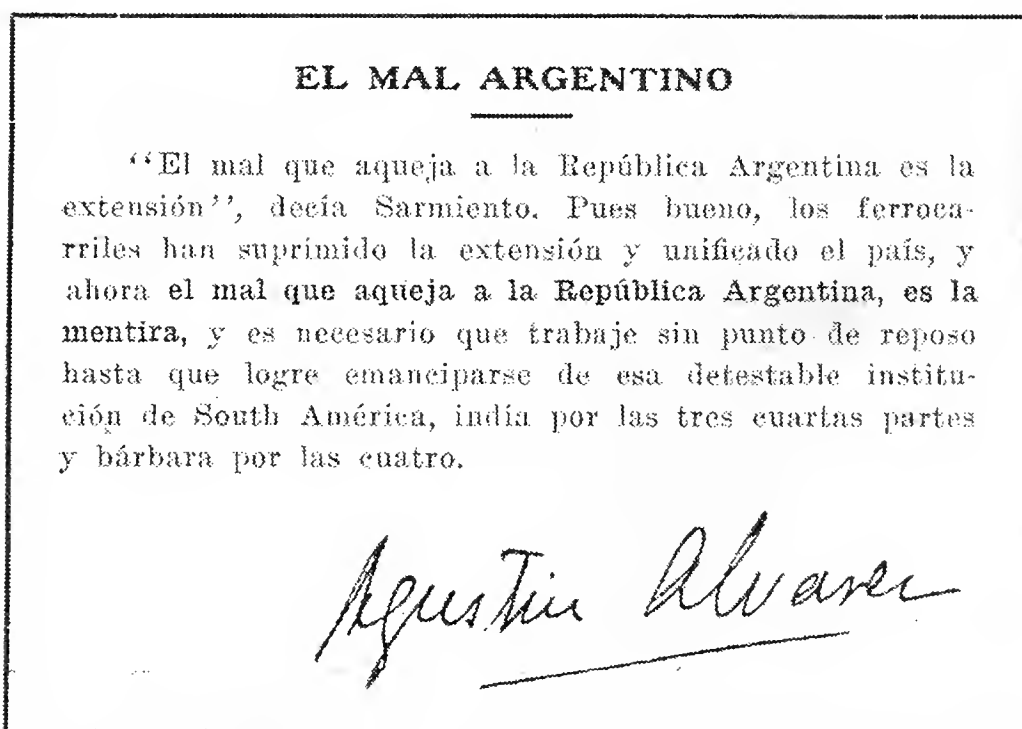 EL MAL ARGENTINO
“El mal que aqueja a la República Argentina es la
extensión”, decía Sarmiento. Pues bueno, los ferroca-
rriles han suprimido la extensión y unificado el país, y
ahora el mal que aqueja a la República Argentina, es la
mentira, y es necesario que trabaje sin punto de reposo
hasta que logre emanciparse de esa detestable institu-
ción de South América, india por las tres cuartas partes
y bárbara por las cuatro.
Agustin Alvarez